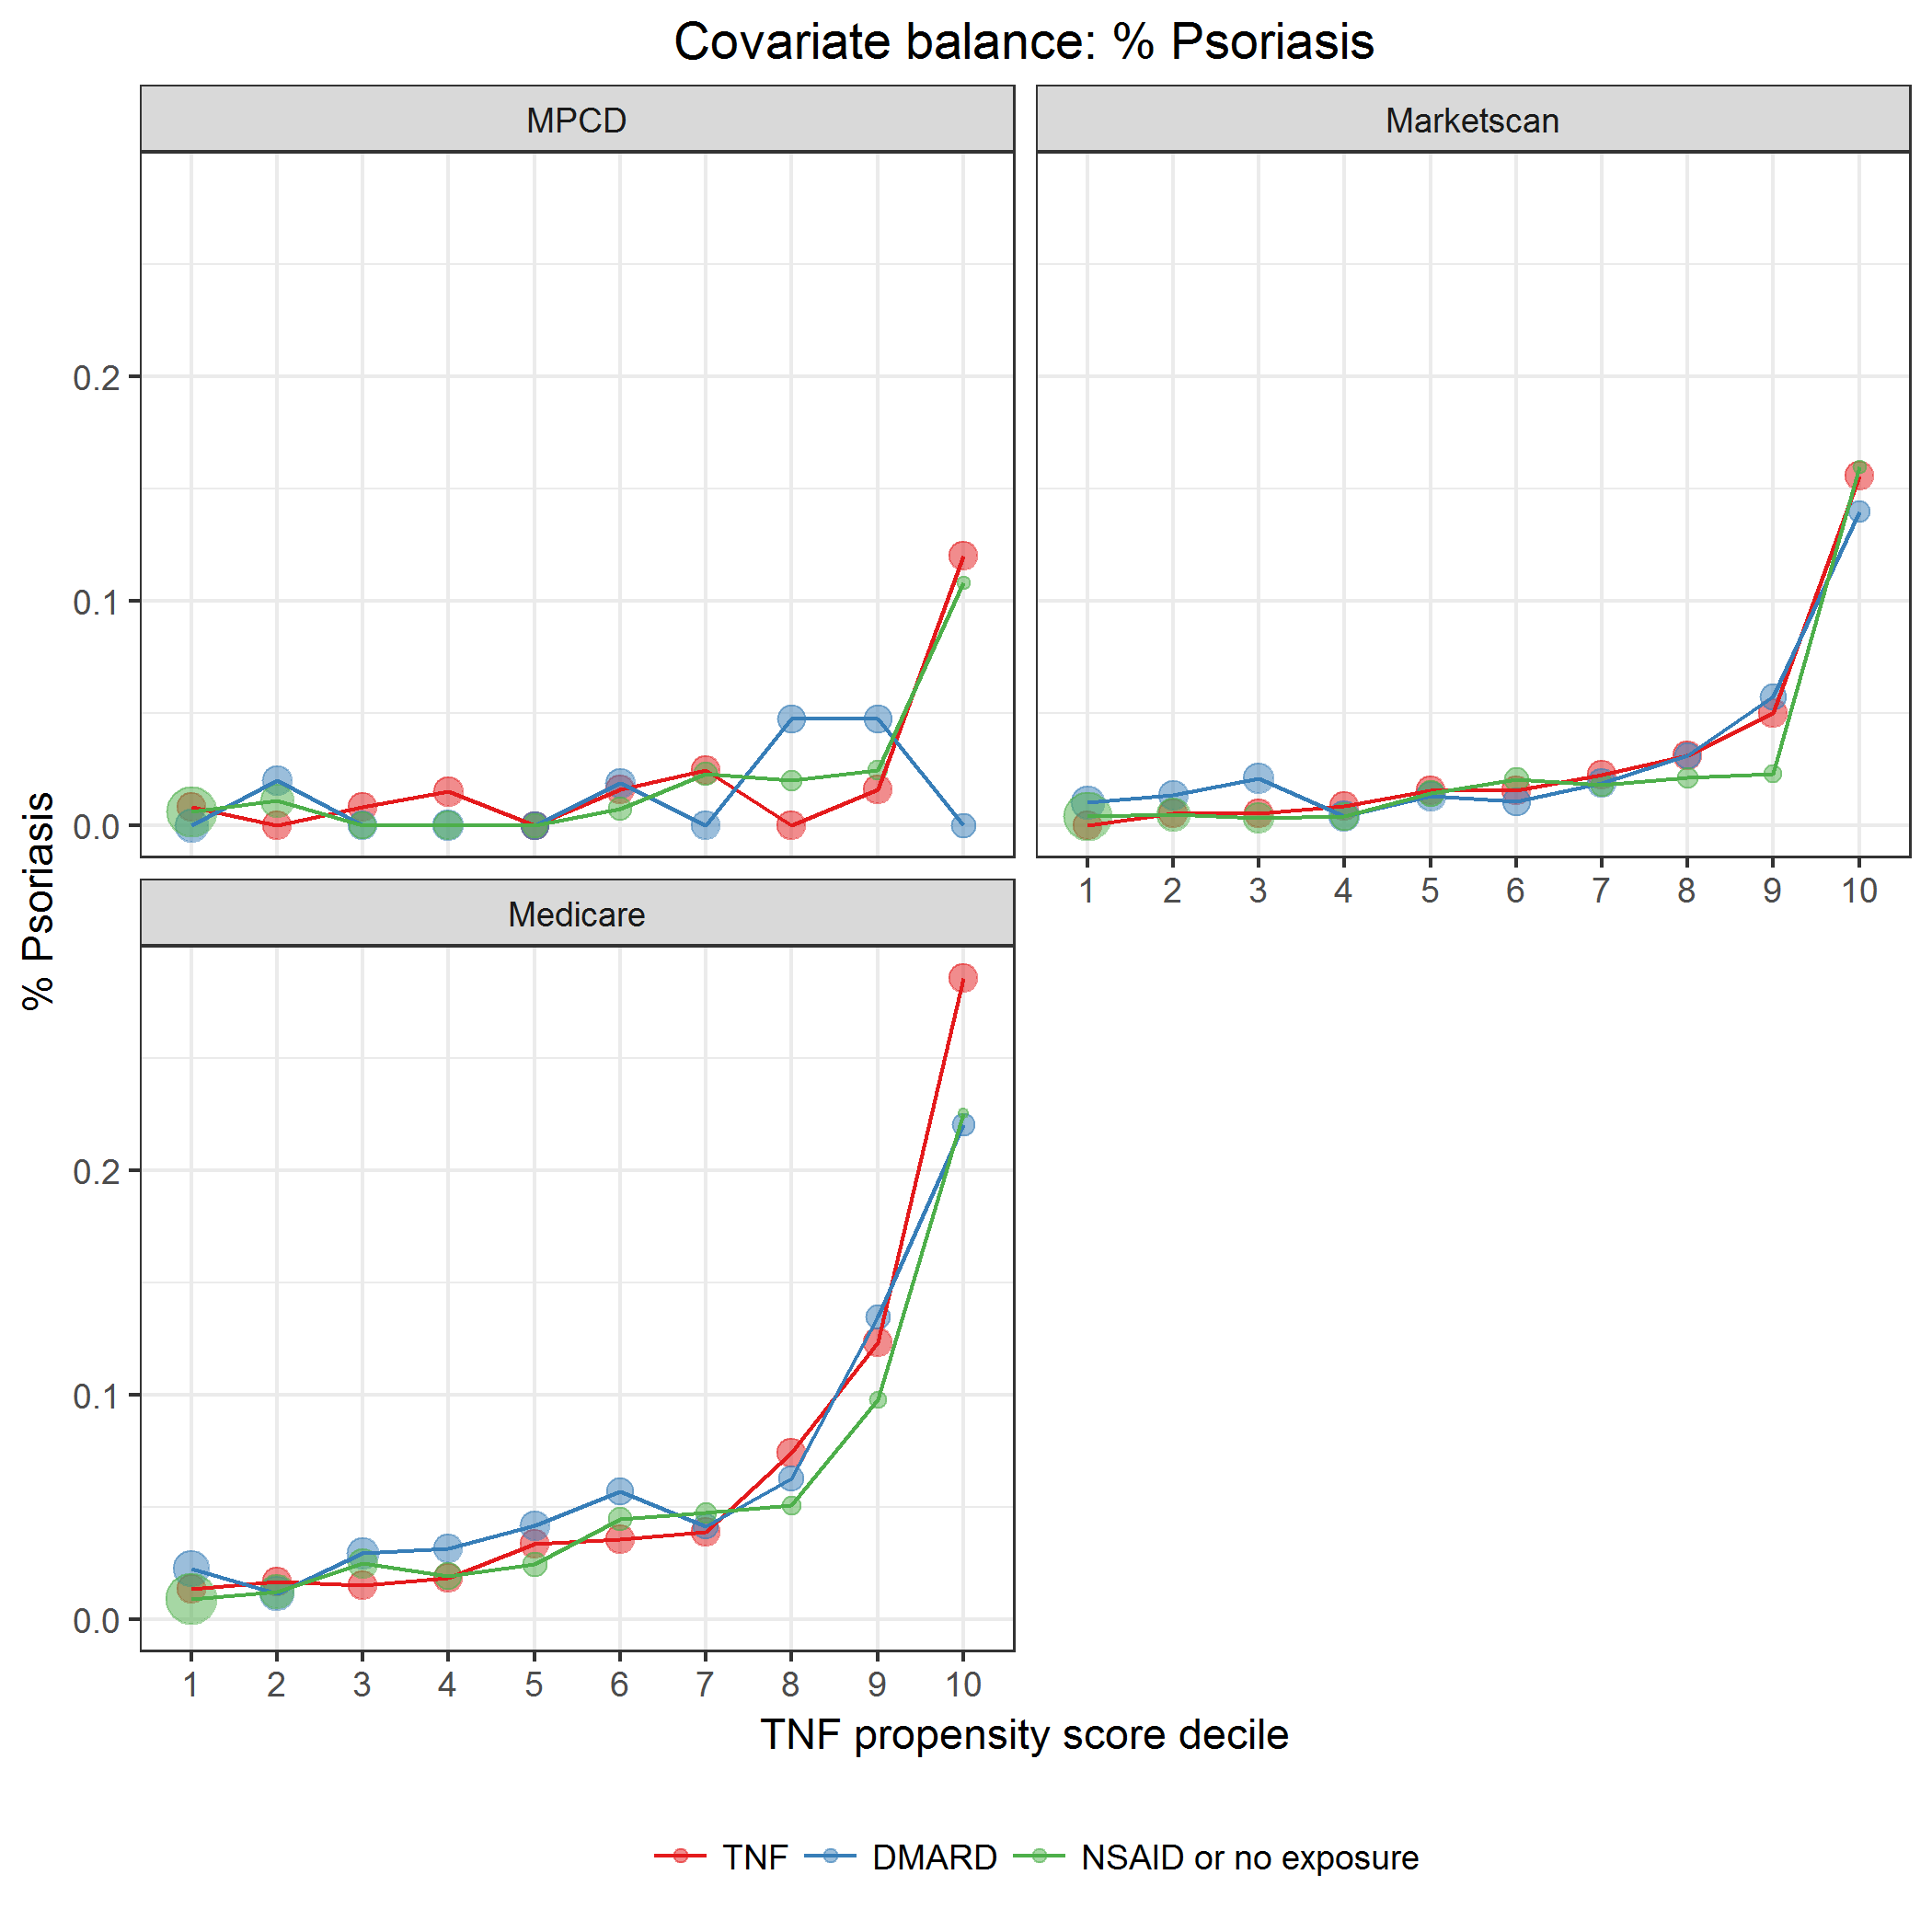 Covariate balance: % Psoriasis
MPCD
Marketscan
0.2
0.1
0.0
1 2 3 4 5 6 7 8 9 10
Medicare
% Psoriasis
0.2
0.1
0.0
1 2 3 4 5 6 7 8 9 10
TNF propensity score decile
TNF DMARD NSAID or no exposure